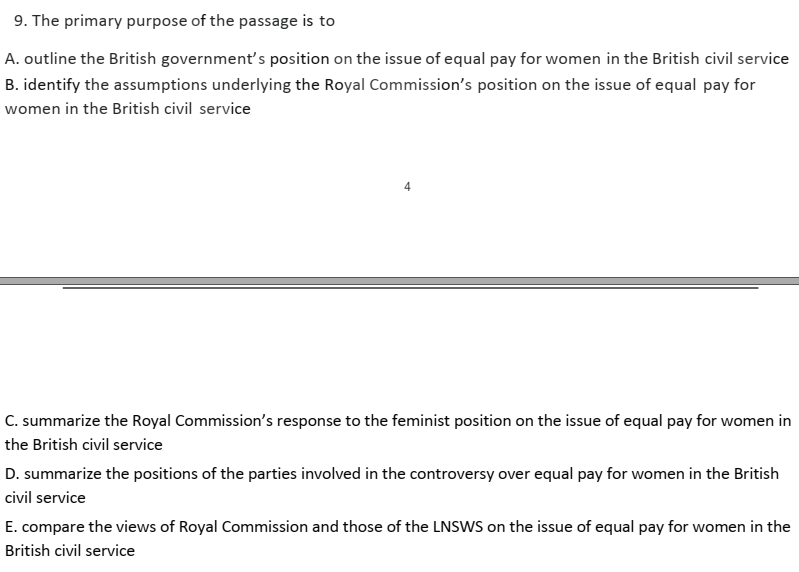 9. The primary purpose of the passage is to
A. outline the British government's position on the issue of equal pay for women in the British civil service
B. identify the assumptions underlying the Royal Commission's position on the issue of equal pay for
women in the British civil service
4
C. summarize the Royal Commission's response to the feminist position on the issue of equal pay for women in
the British civil service
D. summarize the positions of the parties involved in the controversy over equal pay for women in the British
civil service
E. compare the views of Royal Commission and those of the LNSWS on the issue of equal pay for women in the
British civil service